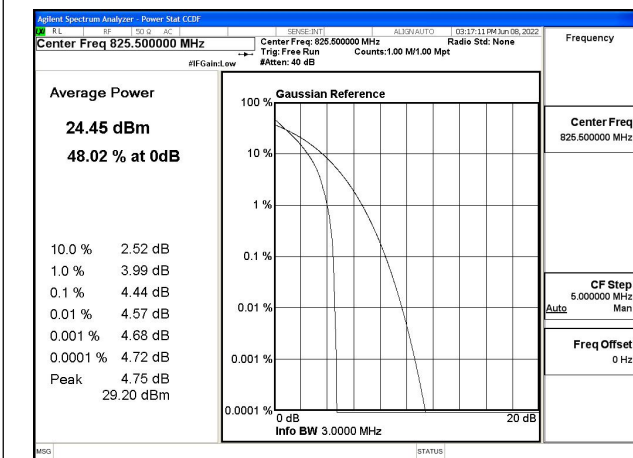 Agilent Spectrum Analyzer - Power Stat CCDF
RL RF 50 Ω AC SENSE:INT ALIGN AUTO 03:17:11 PM Jun 08, 2022
Center Freq 825.500000 MHz
Center Freq: 825.500000 MHz Radio Std: None
Trig: Free Run Counts:1.00 M/1.00 Mpt
#IFGain:Low #Atten: 40 dB
Frequency
Average Power
24.45 dBm
48.02 % at 0dB
10.0 % 2.52 dB
1.0 % 3.99 dB
0.1 % 4.44 dB
0.01 % 4.57 dB
0.001 % 4.68 dB
0.0001 % 4.72 dB
Peak 4.75 dB
29.20 dBm
Gaussian Reference
100 %
10 %
1 %
0.1 %
0.01 %
0.001 %
0.0001 %
0 dB 20 dB
Info BW 3.0000 MHz
Center Freq
825.500000 MHz
CF Step
5.000000 MHz
Auto Man
Freq Offset
0 Hz
MSG STATUS